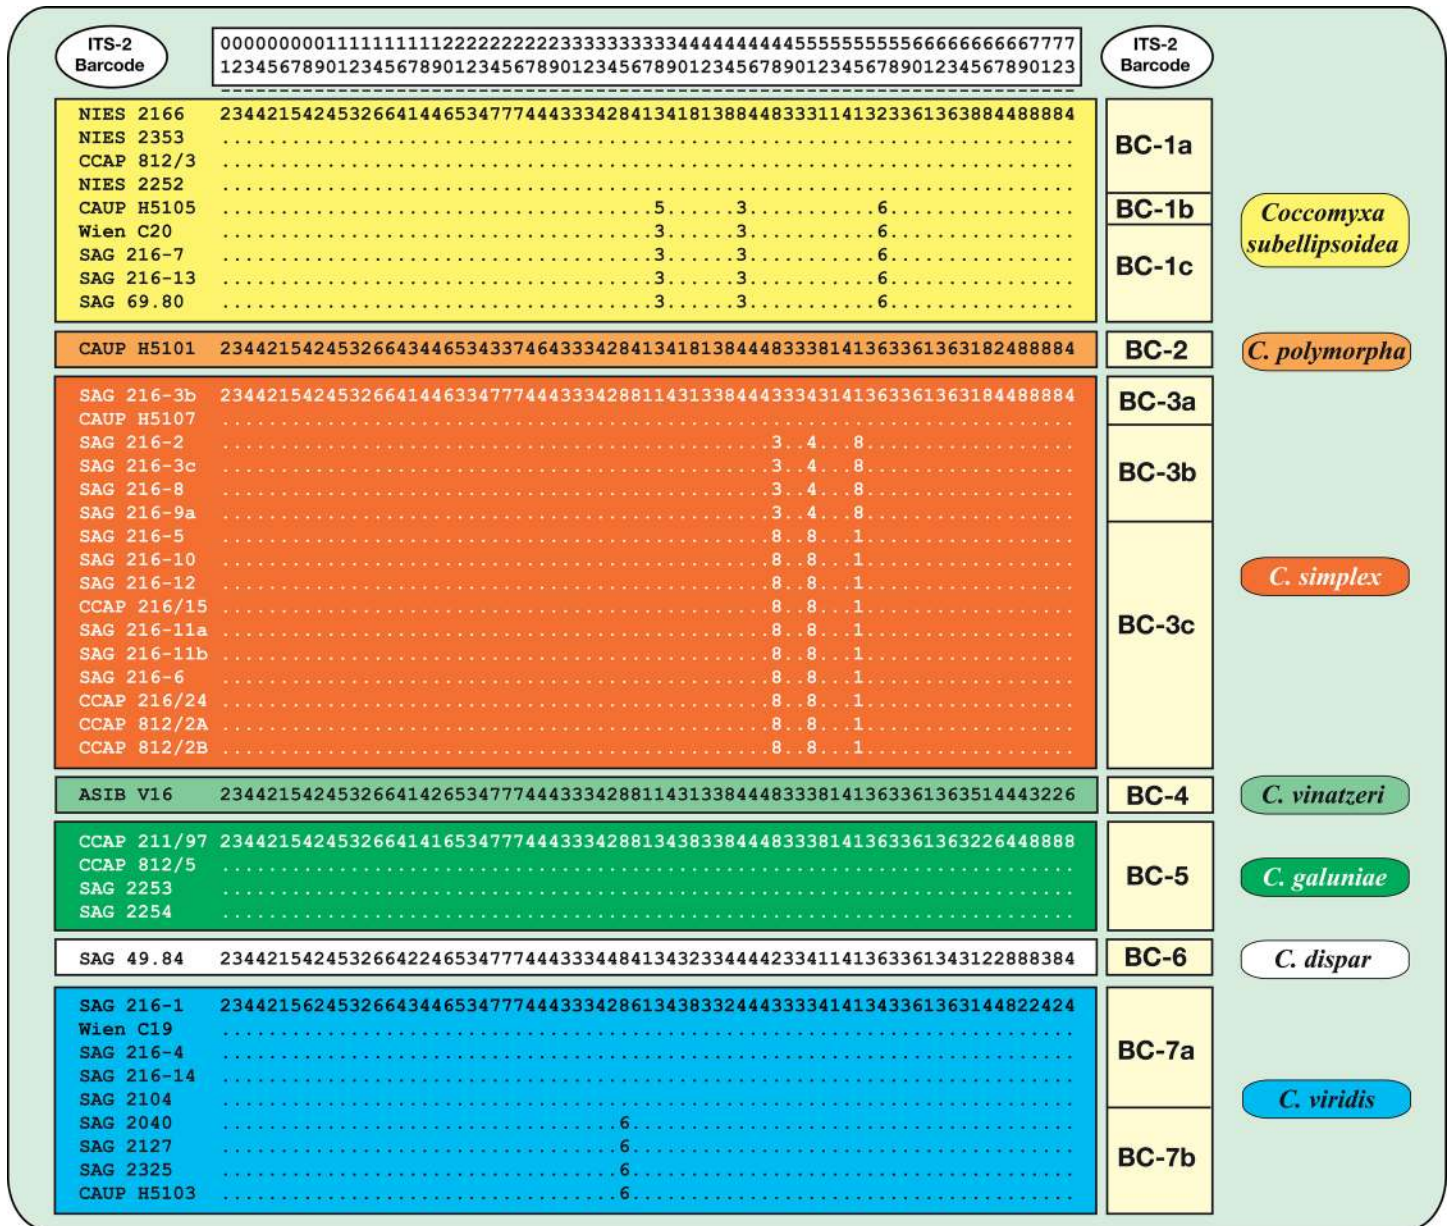 ITS-2
Barcode
0000000001111111111222222222233333333334444444444555555555566666666667777
1234567890123456789012345678901234567890123456789012345678901234567890123
ITS-2
Barcode
NIES 2166 2344215424532664144653477744433342841341813884483331141323361363884488884
NIES 2353 .........................................................................
CCAP 812/3 .........................................................................
NIES 2252 .........................................................................
BC-1a
CAUP H5105 .....................................5......3...........6................
BC-1b
Wien C20 .....................................3......3...........6................
SAG 216-7 .....................................3......3...........6................
SAG 216-13 .....................................3......3...........6................
SAG 69.80 .....................................3......3...........6................
BC-1c
Coccomyxa
subellipsoidea
CAUP H5101 2344215424532664344653433746433342841341813844483338141363361363182488884
BC-2
C. polymorpha
SAG 216-3b 2344215424532664144633477744433342881143133844433343141363361363184488884
CAUP H5107 .........................................................................
BC-3a
SAG 216-2 ...............................................3..4...8..................
SAG 216-3c ...............................................3..4...8..................
SAG 216-8 ...............................................3..4...8..................
SAG 216-9a ...............................................3..4...8..................
BC-3b
SAG 216-5 ...............................................8..8...1..................
SAG 216-10 ...............................................8..8...1..................
SAG 216-12 ...............................................8..8...1..................
CCAP 216/15 ...............................................8..8...1..................
SAG 216-11a ...............................................8..8...1..................
SAG 216-11b ...............................................8..8...1..................
SAG 216-6 ...............................................8..8...1..................
CCAP 216/24 ...............................................8..8...1..................
CCAP 812/2A ...............................................8..8...1..................
CCAP 812/2B ...............................................8..8...1..................
BC-3c
C. simplex
ASIB V16 2344215424532664142653477744433342881143133844483338141363361363514443226
BC-4
C. vinatzeri
CCAP 211/97 2344215424532664141653477744433342881343833844483338141363361363226448888
CCAP 812/5 .........................................................................
SAG 2253 .........................................................................
SAG 2254 .........................................................................
BC-5
C. galuniae
SAG 49.84 2344215424532664224653477744433344841343233444423341141363361343122888384
BC-6
C. dispar
SAG 216-1 2344215624532664344653477744433342861343833244433334141343361363144822424
Wien C19 .........................................................................
SAG 216-4 .........................................................................
SAG 216-14 .........................................................................
SAG 2104 .........................................................................
BC-7a
SAG 2040 ..................................6......................................
SAG 2127 ..................................6......................................
SAG 2325 ..................................6......................................
CAUP H5103 ..................................6......................................
BC-7b
C. viridis